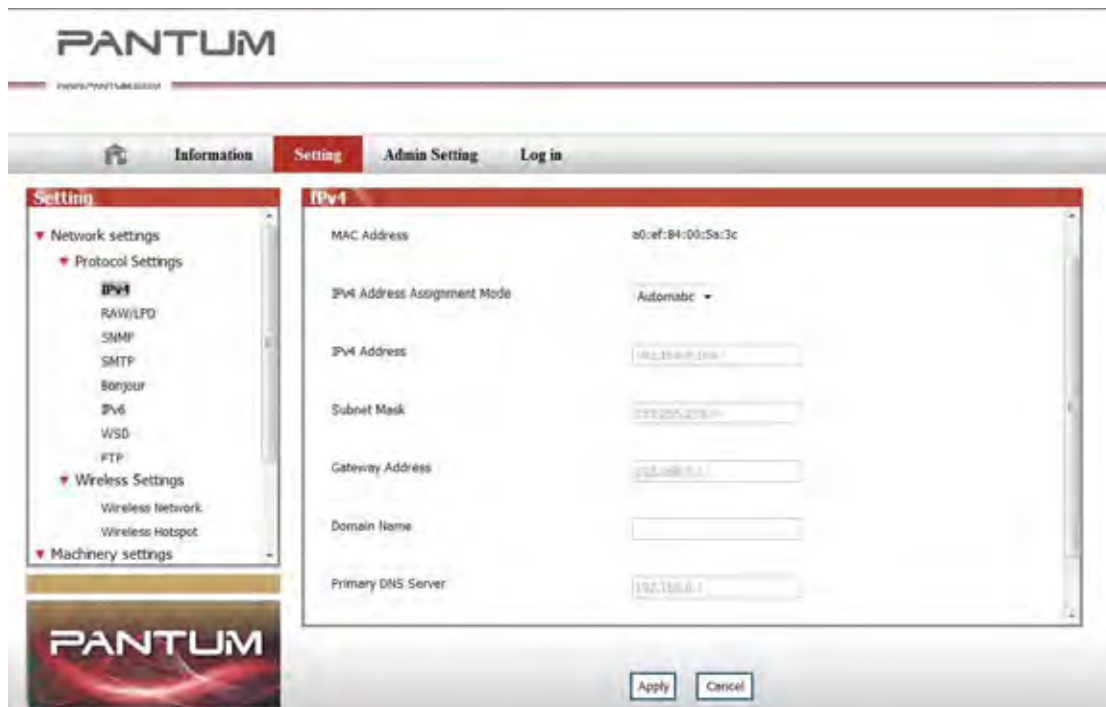 PANTUM
Information Setting Admin Setting Log in
Setting
Network settings
Protocol Settings
IPv4
RAW/LPD
SNMP
SMTP
Bonjour
IPv6
WSD
FTP
Wireless Settings
Wireless Network
Wireless Hotspot
Machinery settings
IPv4
MAC Address a0:ef:84:00:5a:3c
IPv4 Address Assignment Mode Automatic
IPv4 Address
Subnet Mask
Gateway Address
Domain Name
Primary DNS Server
PANTUM
Apply Cancel